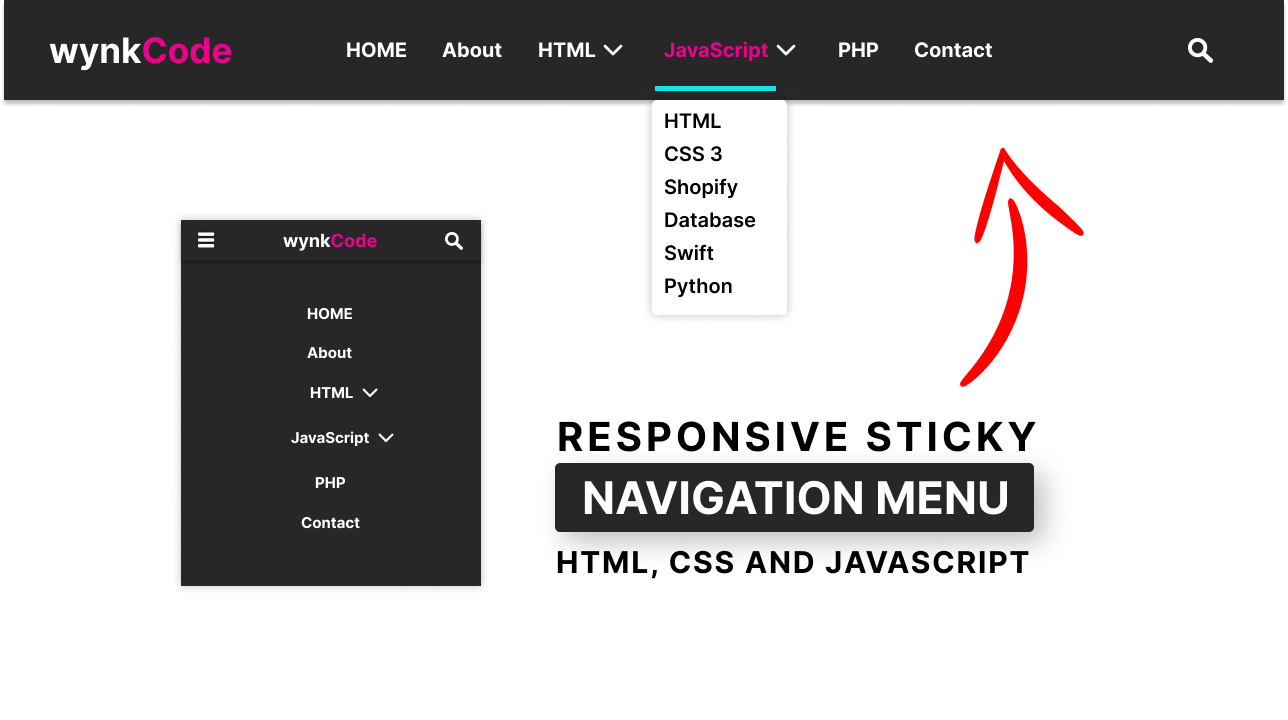 wynkCode HOME About HTML JavaScript PHP Contact
HTML
CSS 3
Shopify
Database
Swift
Python
wynkCode
HOME
About
HTML
JavaScript
PHP
Contact
RESPONSIVE STICKY
NAVIGATION MENU
HTML, CSS AND JAVASCRIPT